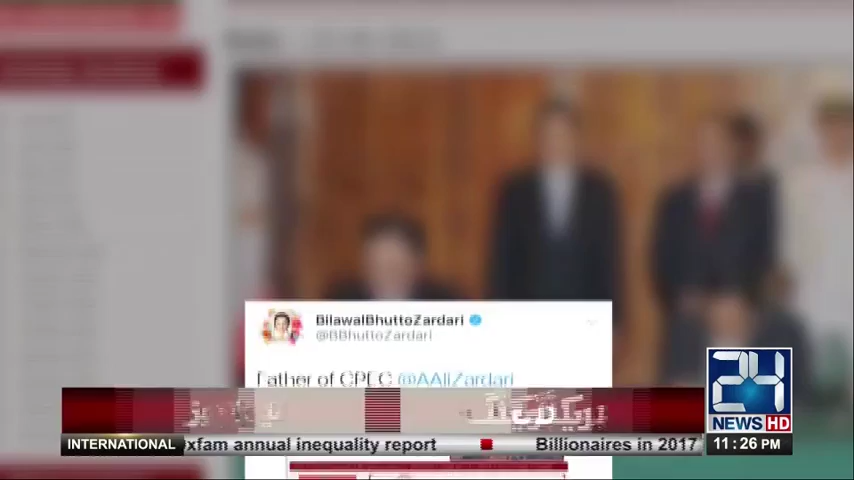 BilawalBhuttoZardari
@BBhuttoZardari
Father of CPEC @AAliZardari
24
NEWS HD
INTERNATIONAL
xfam annual inequality report
Billionaires in 2017
11:26 PM